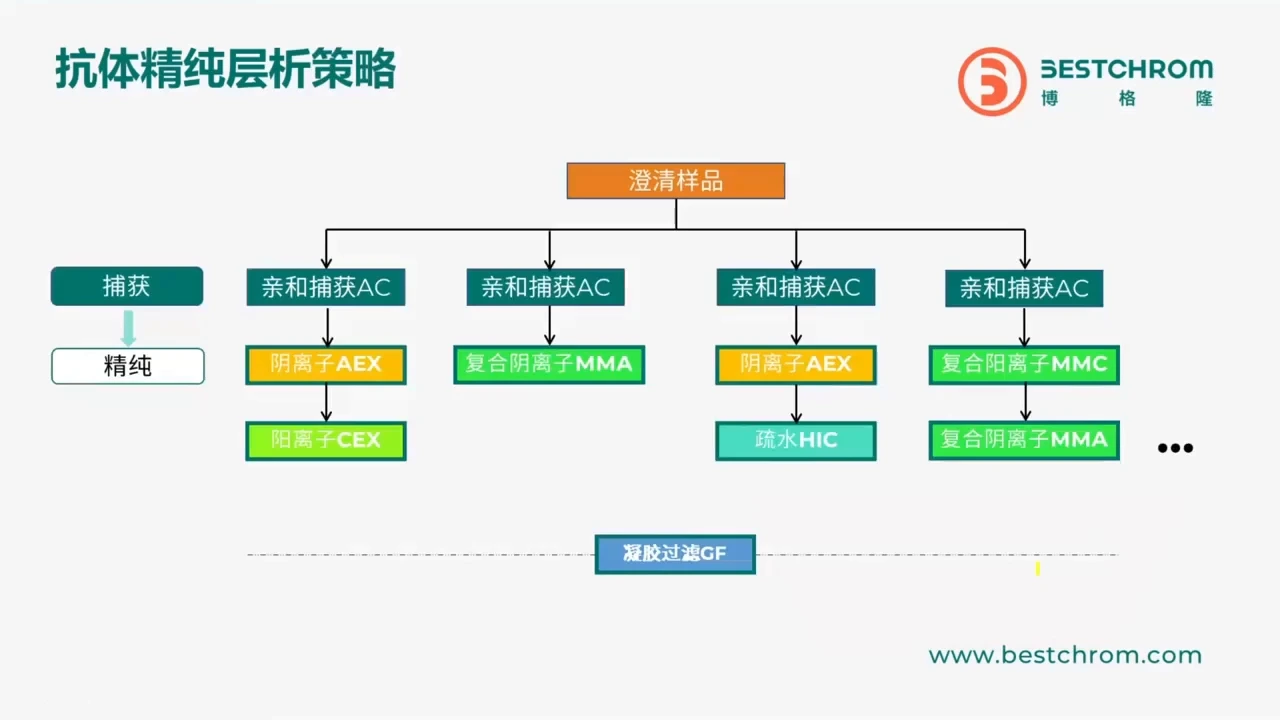 抗体精纯层析策略
BESTCHROM
博格隆
澄清样品
捕获
亲和捕获AC
亲和捕获AC
亲和捕获AC
亲和捕获AC
精纯
阴离子AEX
复合阴离子MMA
阴离子AEX
复合阳离子MMC
阳离子CEX
疏水HIC
复合阴离子MMA
•••
凝胶过滤GF
www.bestchrom.com